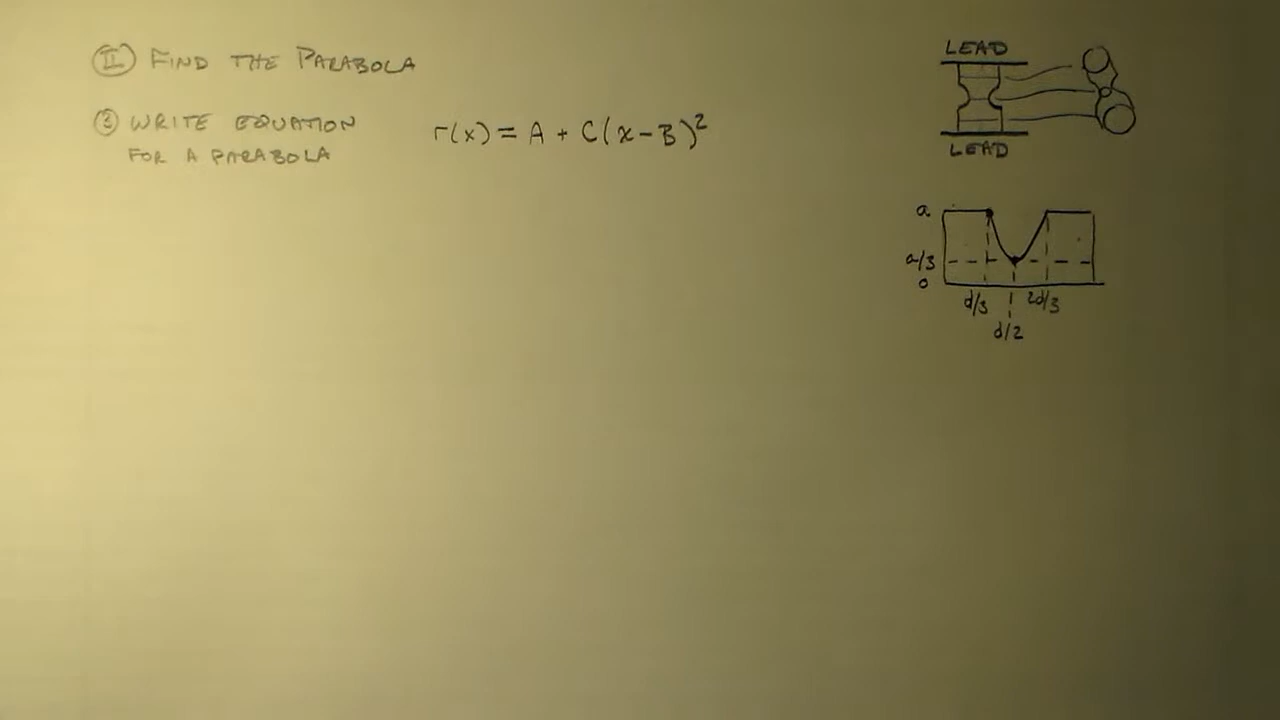 II FIND THE PARABOLA
3 WRITE EQUATION
FOR A PARABOLA
r(x) = A + C(x-B)²
LEAD
LEAD
a
a/3
0
d/3
2d/3
d/2